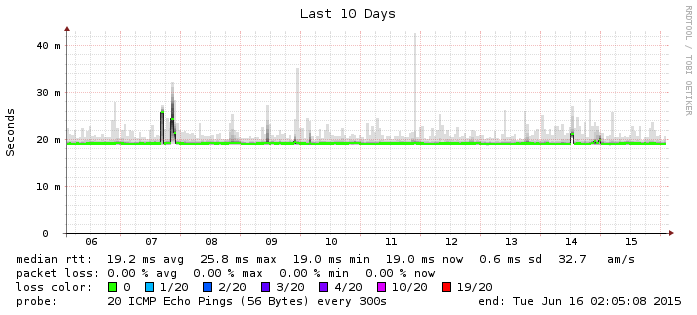 Last 10 Days
RRDTOOL / TOBI OETIKER
Seconds
40 m
30 m
20 m
10 m
0
06 07 08 09 10 11 12 13 14 15
median rtt: 19.2 ms avg 25.8 ms max 19.0 ms min 19.0 ms now 0.6 ms sd 32.7 am/s
packet loss: 0.00 % avg 0.00 % max 0.00 % min 0.00 % now
loss color: 0 1/20 2/20 3/20 4/20 10/20 19/20
probe: 20 ICMP Echo Pings (56 Bytes) every 300s end: Tue Jun 16 02:05:08 2015